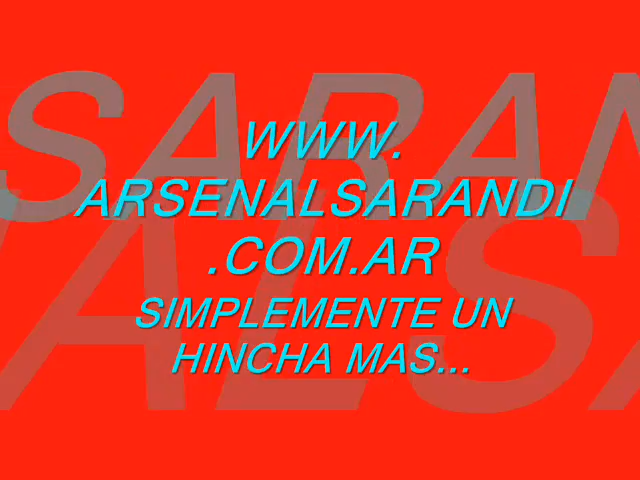 WWW.
ARSENALSARANDI
.COM.AR
SIMPLEMENTE UN
HINCHA MAS...